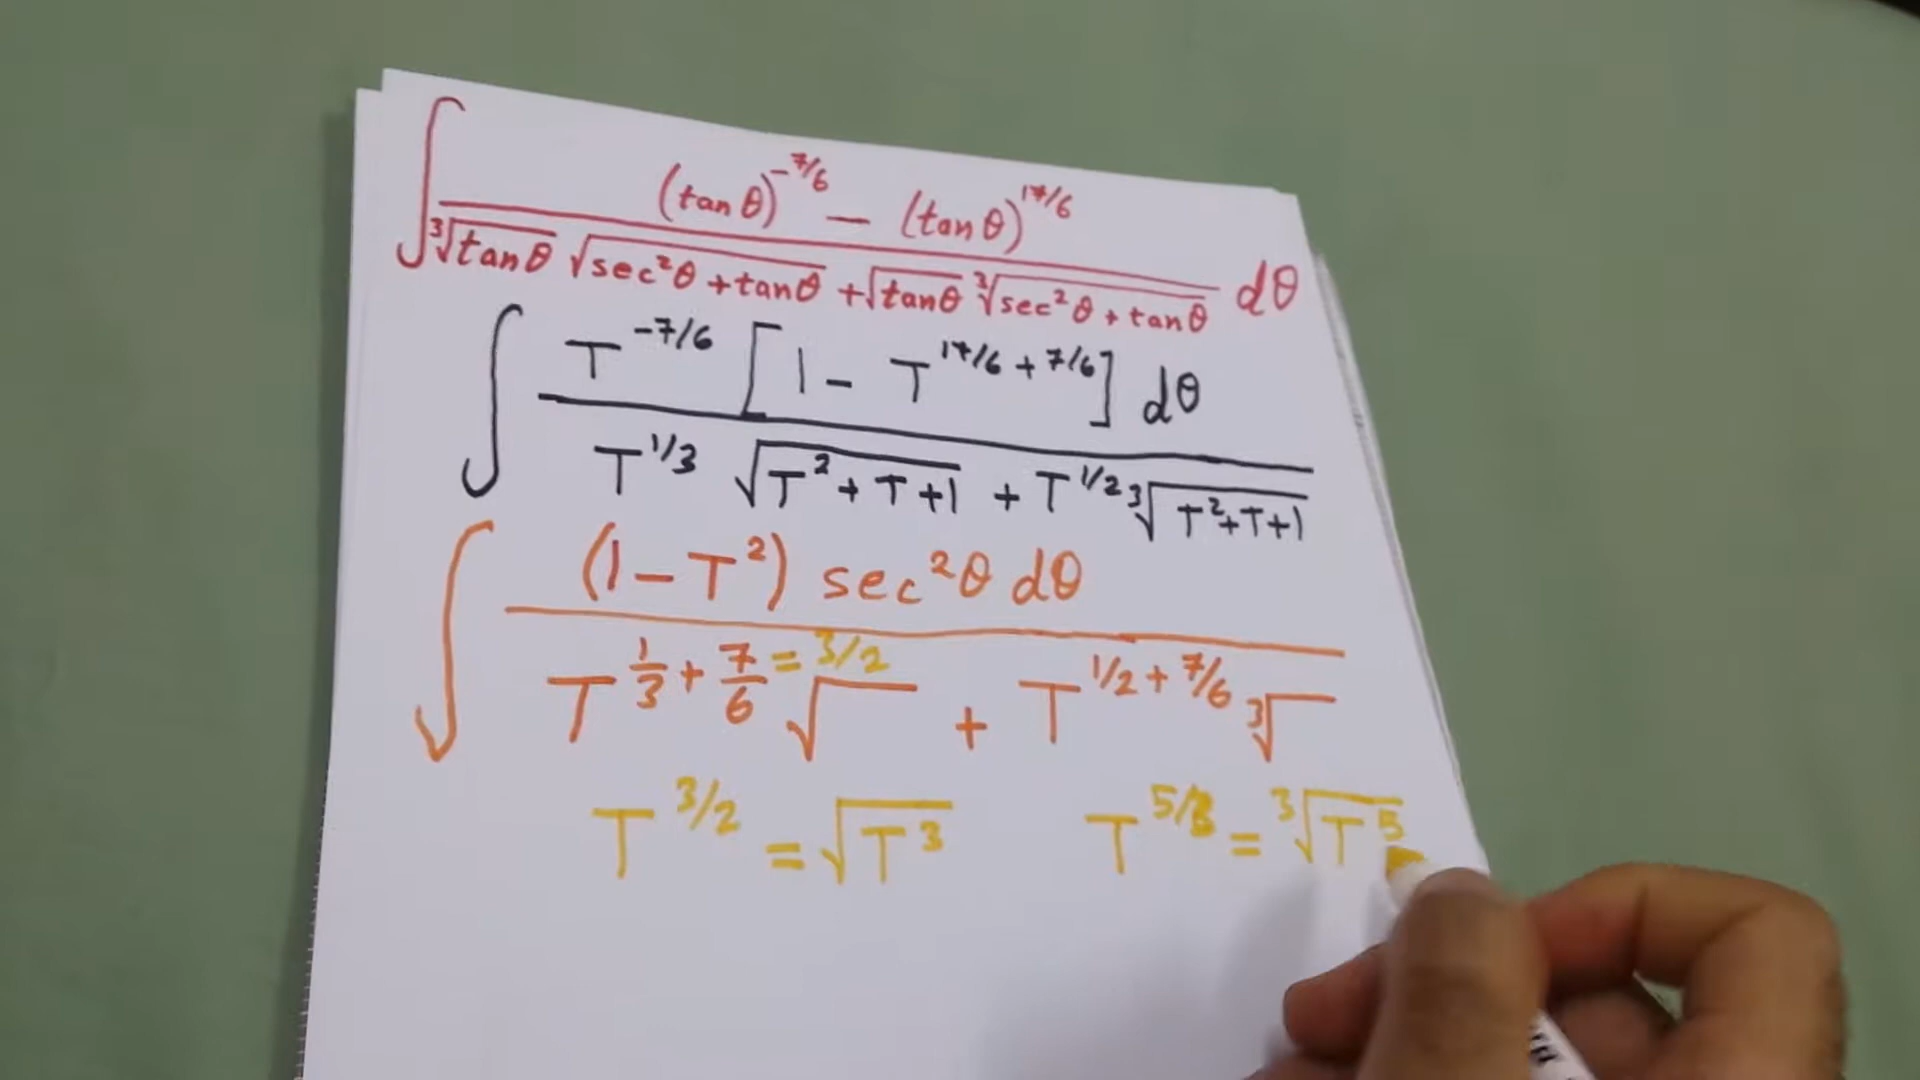 ∫ (tan θ)^{-7/6} − (tan θ)^{17/6} / ∛(tan θ) √(sec²θ + tan θ) + √(tan θ) ∛(sec²θ + tan θ) dθ
∫ T^{-7/6} [1 − T^{17/6 + 7/6}] dθ / T^{1/3} √(T² + T + 1) + T^{1/2} ∛(T² + T + 1)
∫ (1 − T²) sec²θ dθ / T^{1/3 + 7/6 = 3/2} √ + T^{1/2 + 7/6} ∛
T^{3/2} = √(T³) T^{5/3} = ∛(T⁵)